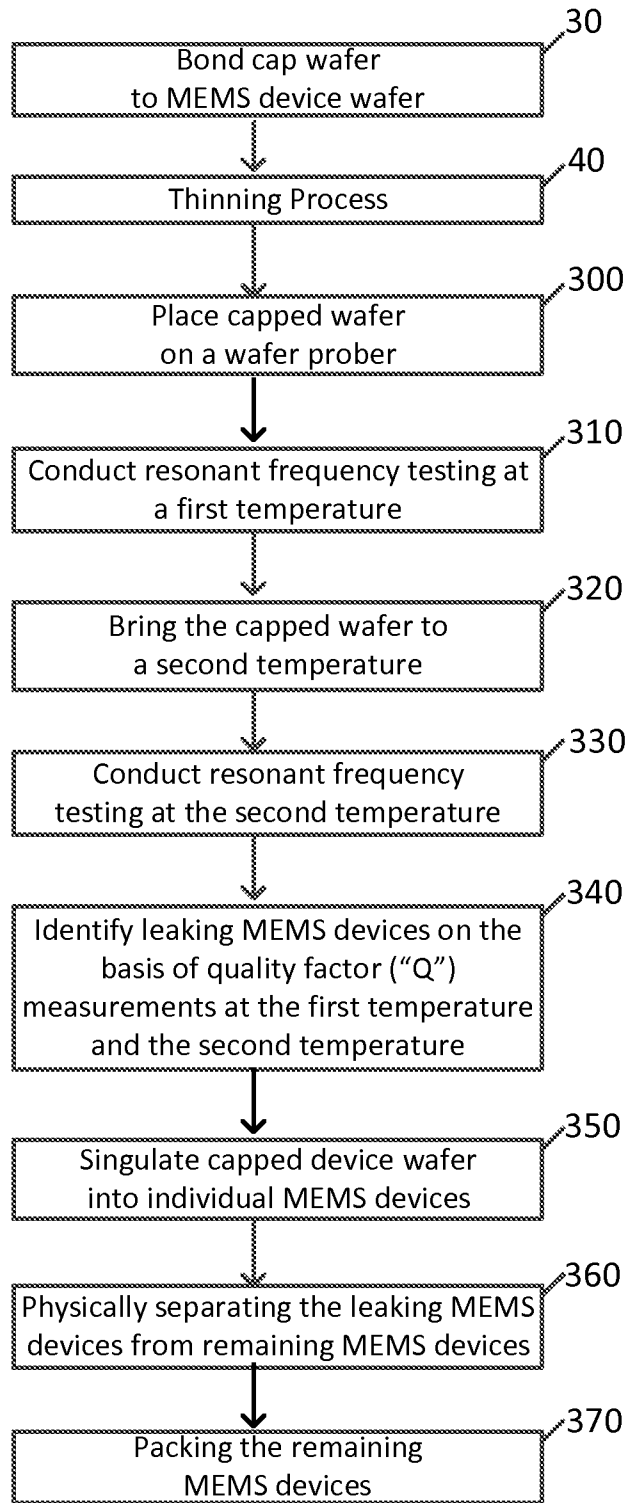 30
Bond cap wafer
to MEMS device wafer
40
Thinning Process
300
Place capped wafer
on a wafer prober
310
Conduct resonant frequency testing at
a first temperature
320
Bring the capped wafer to
a second temperature
330
Conduct resonant frequency
testing at the second temperature
340
Identify leaking MEMS devices on the
basis of quality factor (“Q”)
measurements at the first temperature
and the second temperature
350
Singulate capped device wafer
into individual MEMS devices
360
Physically separating the leaking MEMS
devices from remaining MEMS devices
370
Packing the remaining
MEMS devices